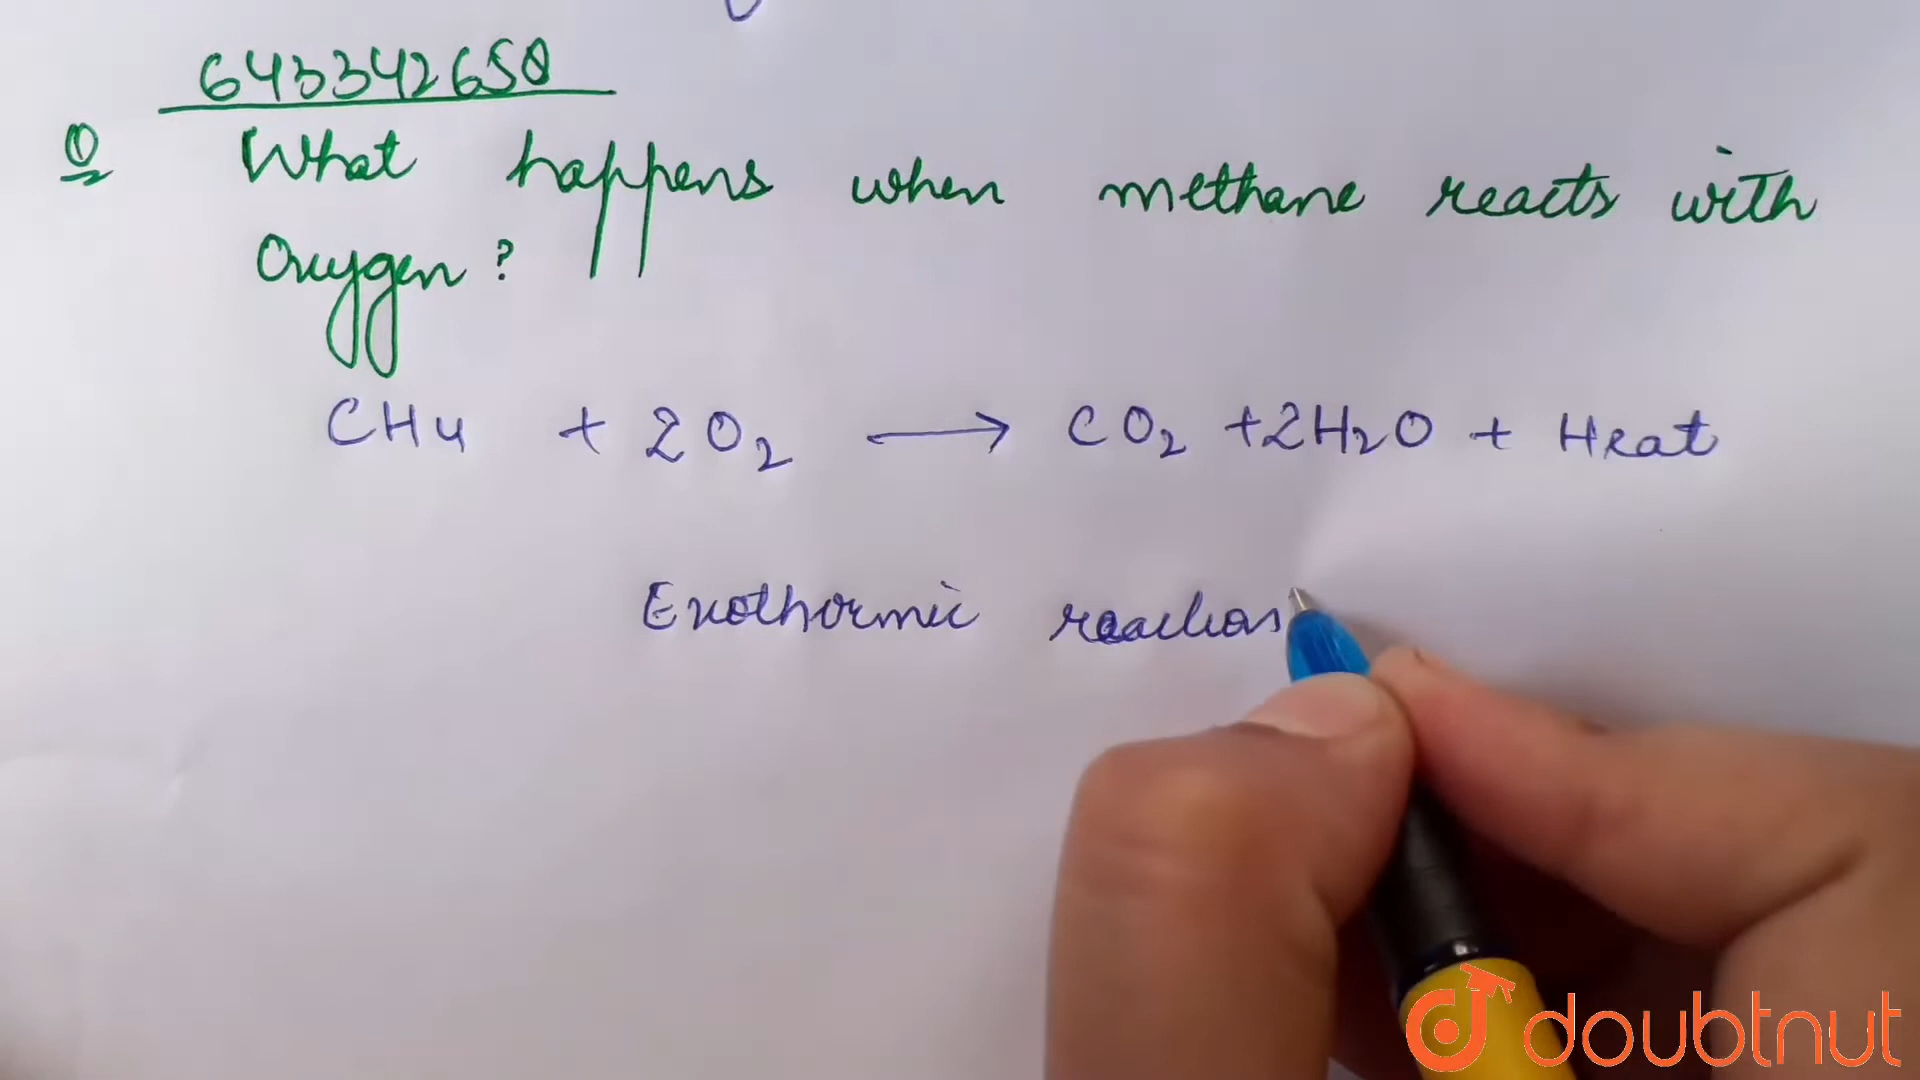 643342650
Q What happens when methane reacts with
Oxygen?
CH4 + 2O2 → CO2 + 2H2O + Heat
Exothermic reaction
doubtnut